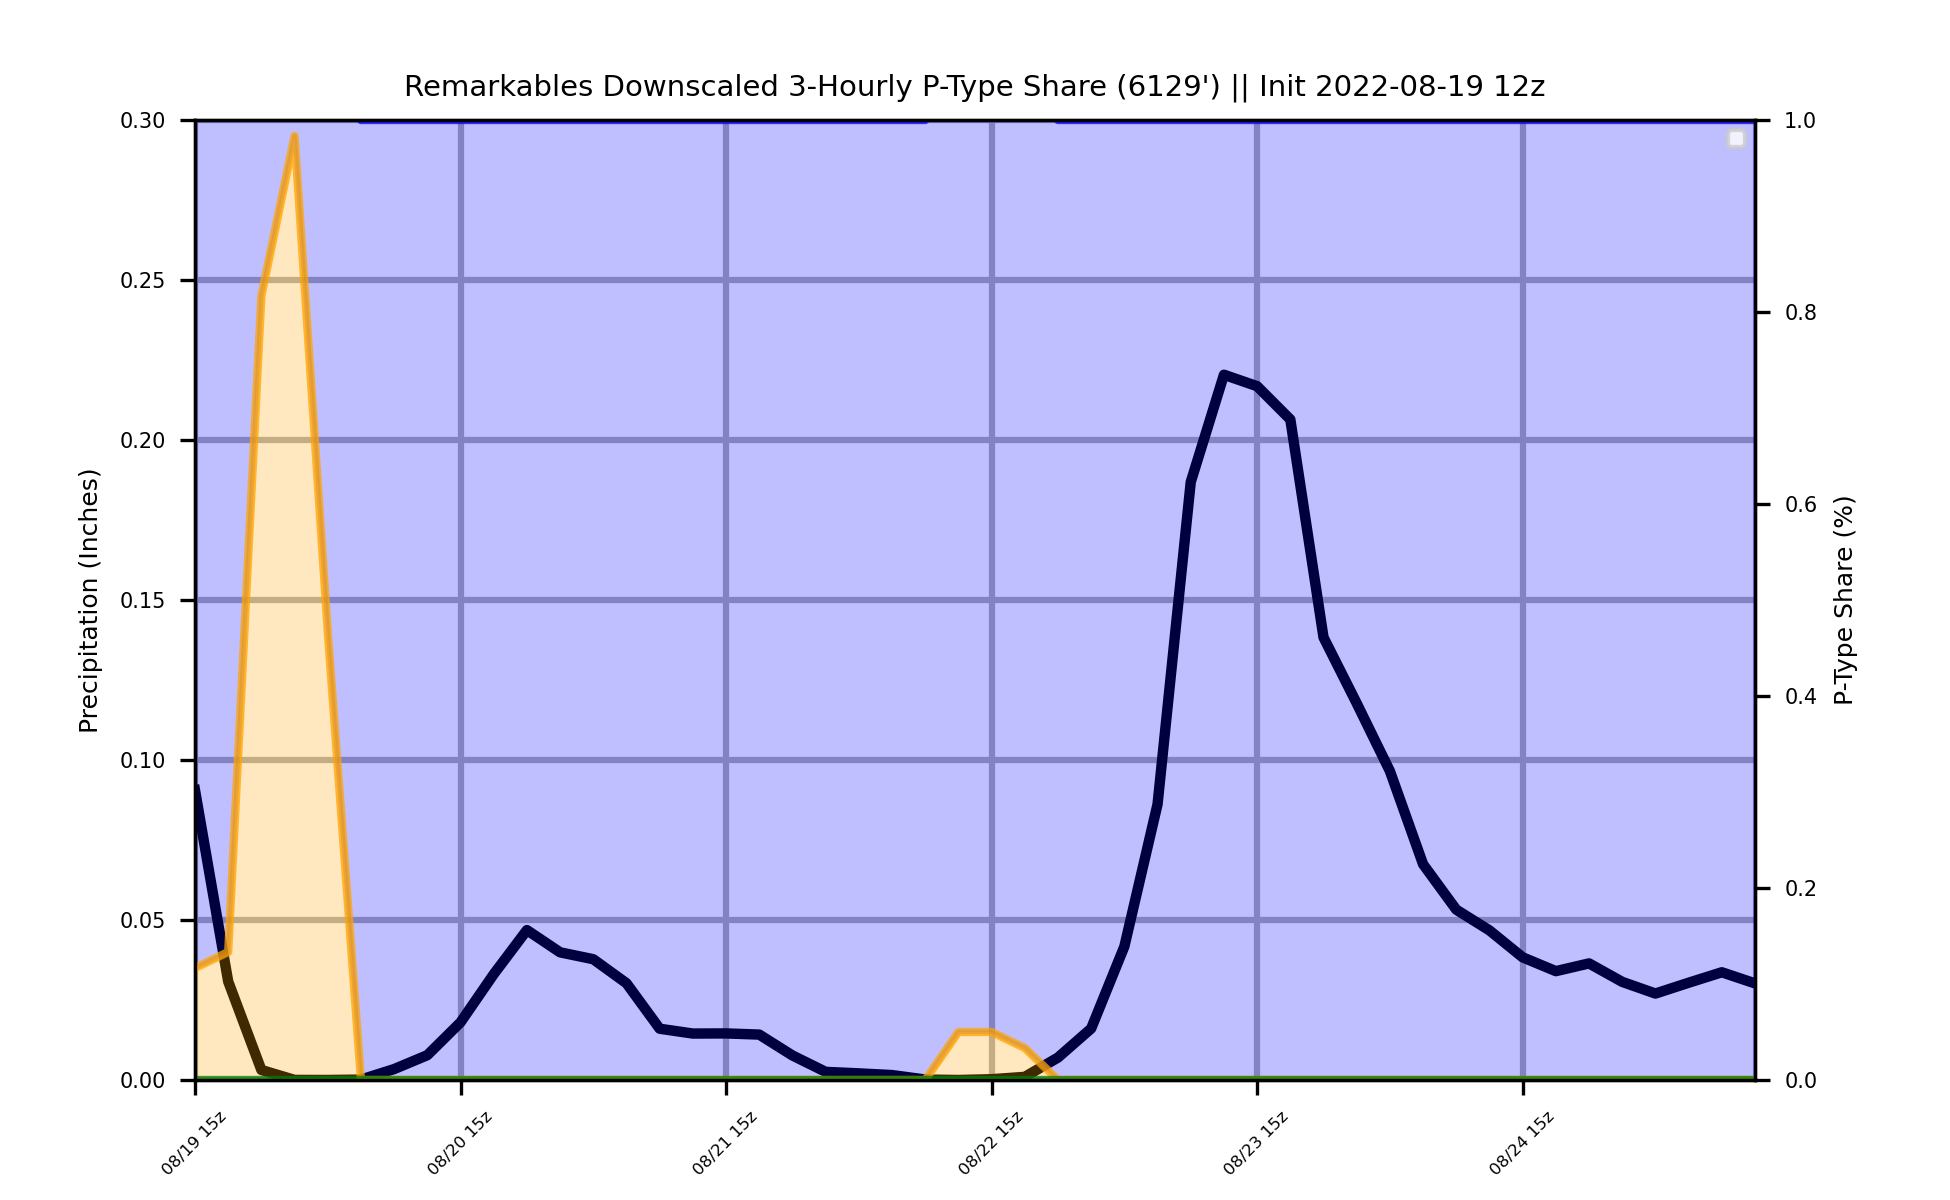 Remarkables Downscaled 3-Hourly P-Type Share (6129') || Init 2022-08-19 12z
0.30
0.25
0.20
0.15
0.10
0.05
0.00
Precipitation (Inches)
1.0
0.8
0.6
0.4
0.2
0.0
P-Type Share (%)
08/19 15z
08/20 15z
08/21 15z
08/22 15z
08/23 15z
08/24 15z